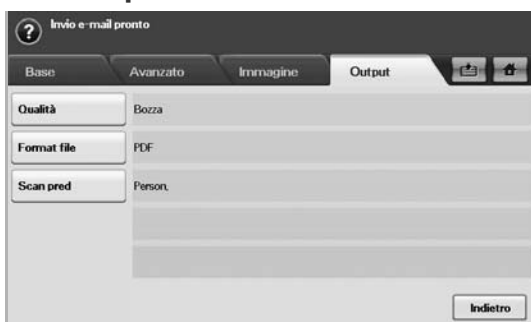 Invio e-mail pronto
Base Avanzato Immagine Output
Qualità Bozza
Format file PDF
Scan pred Person,
Indietro